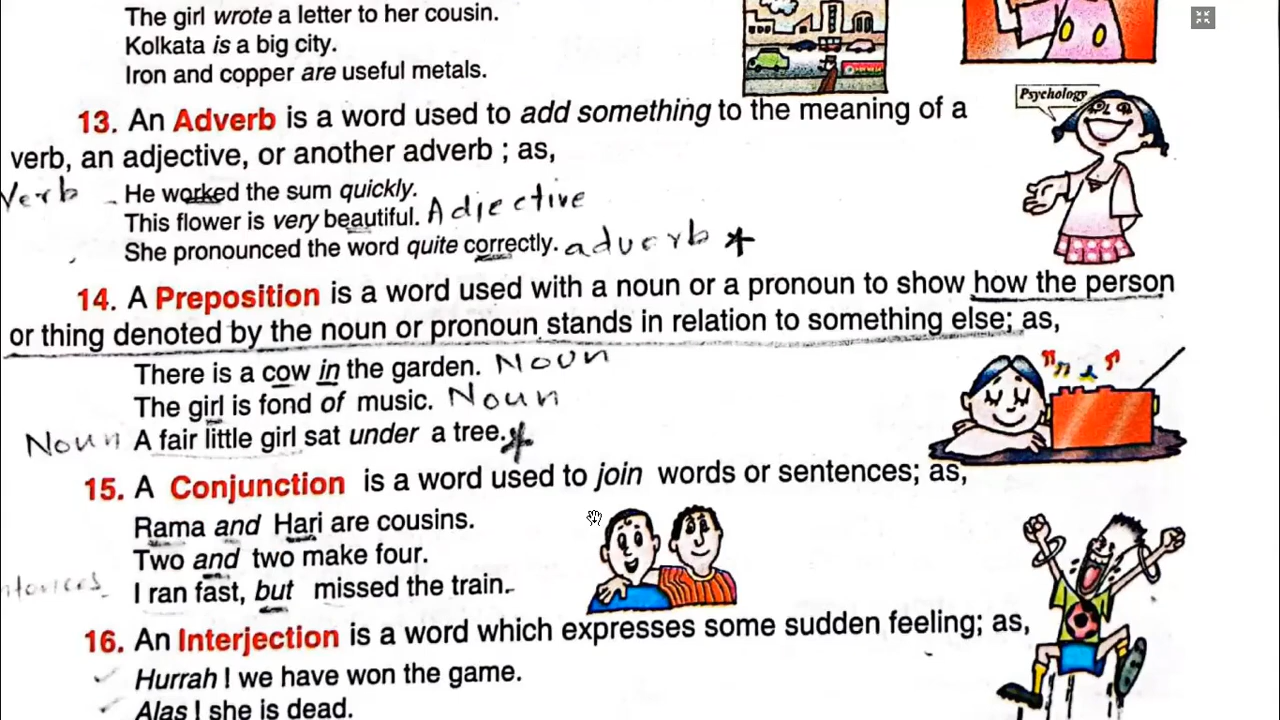 The girl wrote a letter to her cousin.
Kolkata is a big city.
Iron and copper are useful metals.
Psychology
13. An Adverb is a word used to add something to the meaning of a
verb, an adjective, or another adverb ; as,
Verb He worked the sum quickly.
This flower is very beautiful. Adjective
She pronounced the word quite correctly. adverb
14. A Preposition is a word used with a noun or a pronoun to show how the person
or thing denoted by the noun or pronoun stands in relation to something else; as,
There is a cow in the garden. Noun
The girl is fond of music. Noun
Noun A fair little girl sat under a tree.
15. A Conjunction is a word used to join words or sentences; as,
Rama and Hari are cousins.
Two and two make four.
I ran fast, but missed the train.
16. An Interjection is a word which expresses some sudden feeling; as,
Hurrah ! we have won the game.
Alas ! she is dead.